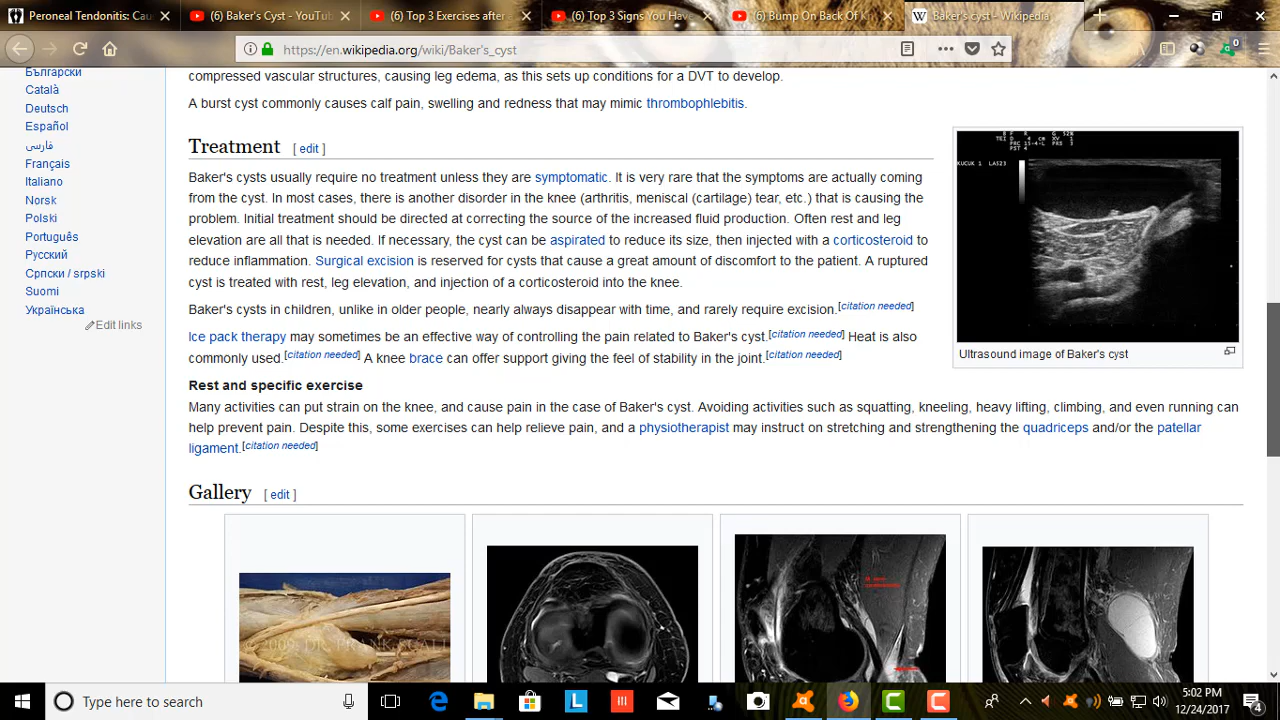 Peroneal Tendonitis: Cau
(6) Baker's Cyst - YouTub
(6) Top 3 Exercises after -
(6) Top 3 Signs You Have
(6) Bump On Back Of Kn
Baker's cyst - Wikipedia
https://en.wikipedia.org/wiki/Baker's_cyst
0
Български
Català
Deutsch
Español
فارسی
Français
Italiano
Norsk
Polski
Português
Русский
Српски / srpski
Suomi
Українська
Edit links
compressed vascular structures, causing leg edema, as this sets up conditions for a DVT to develop.
A burst cyst commonly causes calf pain, swelling and redness that may mimic thrombophlebitis.
Treatment [ edit ]
Baker's cysts usually require no treatment unless they are symptomatic. It is very rare that the symptoms are actually coming
from the cyst. In most cases, there is another disorder in the knee (arthritis, meniscal (cartilage) tear, etc.) that is causing the
problem. Initial treatment should be directed at correcting the source of the increased fluid production. Often rest and leg
elevation are all that is needed. If necessary, the cyst can be aspirated to reduce its size, then injected with a corticosteroid to
reduce inflammation. Surgical excision is reserved for cysts that cause a great amount of discomfort to the patient. A ruptured
cyst is treated with rest, leg elevation, and injection of a corticosteroid into the knee.
Baker's cysts in children, unlike in older people, nearly always disappear with time, and rarely require excision.[citation needed]
Ice pack therapy may sometimes be an effective way of controlling the pain related to Baker's cyst.[citation needed] Heat is also
commonly used.[citation needed] A knee brace can offer support giving the feel of stability in the joint.[citation needed]
KUCUK 1 LA523
Ultrasound image of Baker's cyst
Rest and specific exercise
Many activities can put strain on the knee, and cause pain in the case of Baker's cyst. Avoiding activities such as squatting, kneeling, heavy lifting, climbing, and even running can
help prevent pain. Despite this, some exercises can help relieve pain, and a physiotherapist may instruct on stretching and strengthening the quadriceps and/or the patellar
ligament.[citation needed]
Gallery [ edit ]
Type here to search
5:02 PM
12/24/2017
4